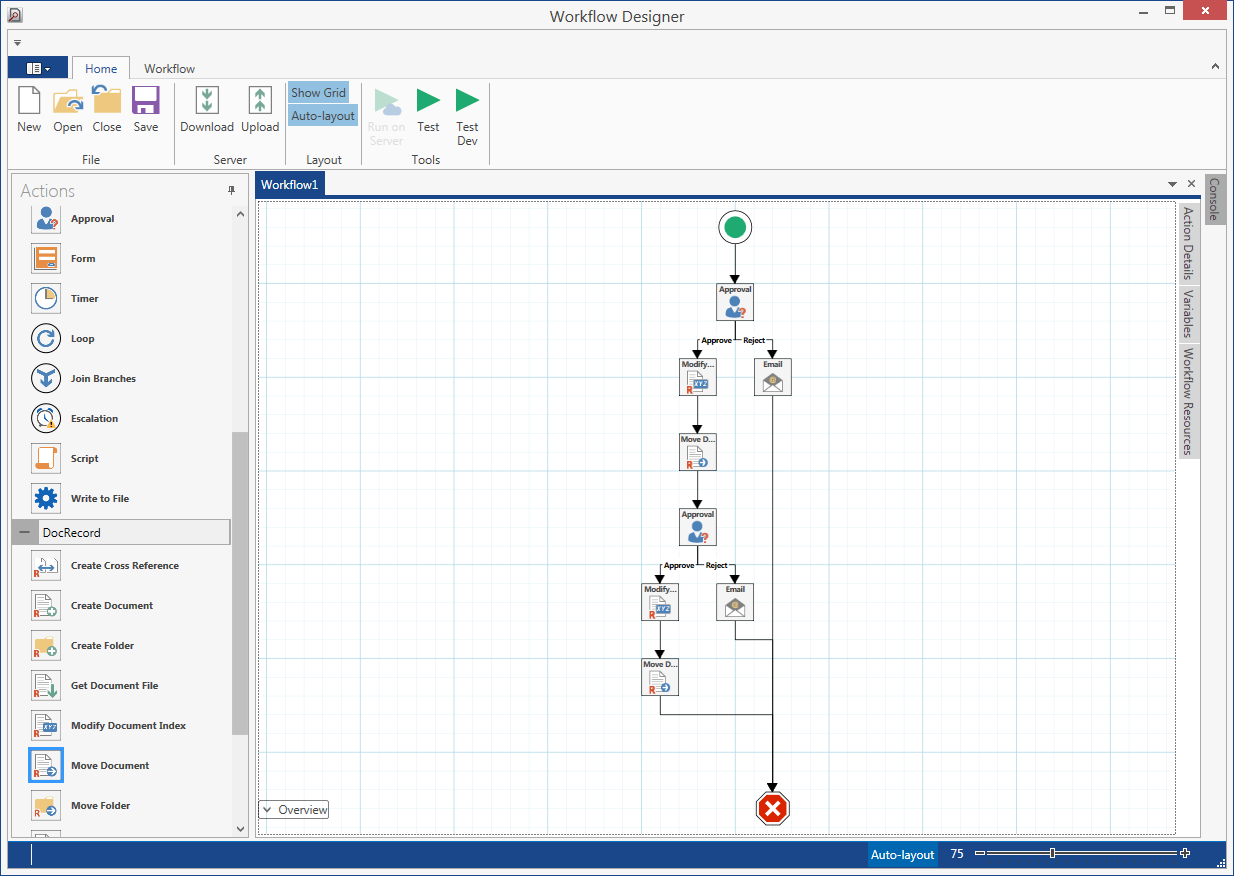 Workflow Designer
Home Workflow
New Open Close Save
File
Download Upload
Server
Show Grid
Auto-layout
Layout
Run on Server
Test
Test Dev
Tools
Actions
Approval
Form
Timer
Loop
Join Branches
Escalation
Script
Write to File
DocRecord
Create Cross Reference
Create Document
Create Folder
Get Document File
Modify Document Index
Move Document
Move Folder
Workflow1
Approval
Approve Reject
Modify...
XYZ
R
Email
Move D...
R
Approval
Approve Reject
Modify...
XYZ
R
Email
Move D...
R
Overview
Console
Action Details
Variables
Workflow Resources
Auto-layout 75